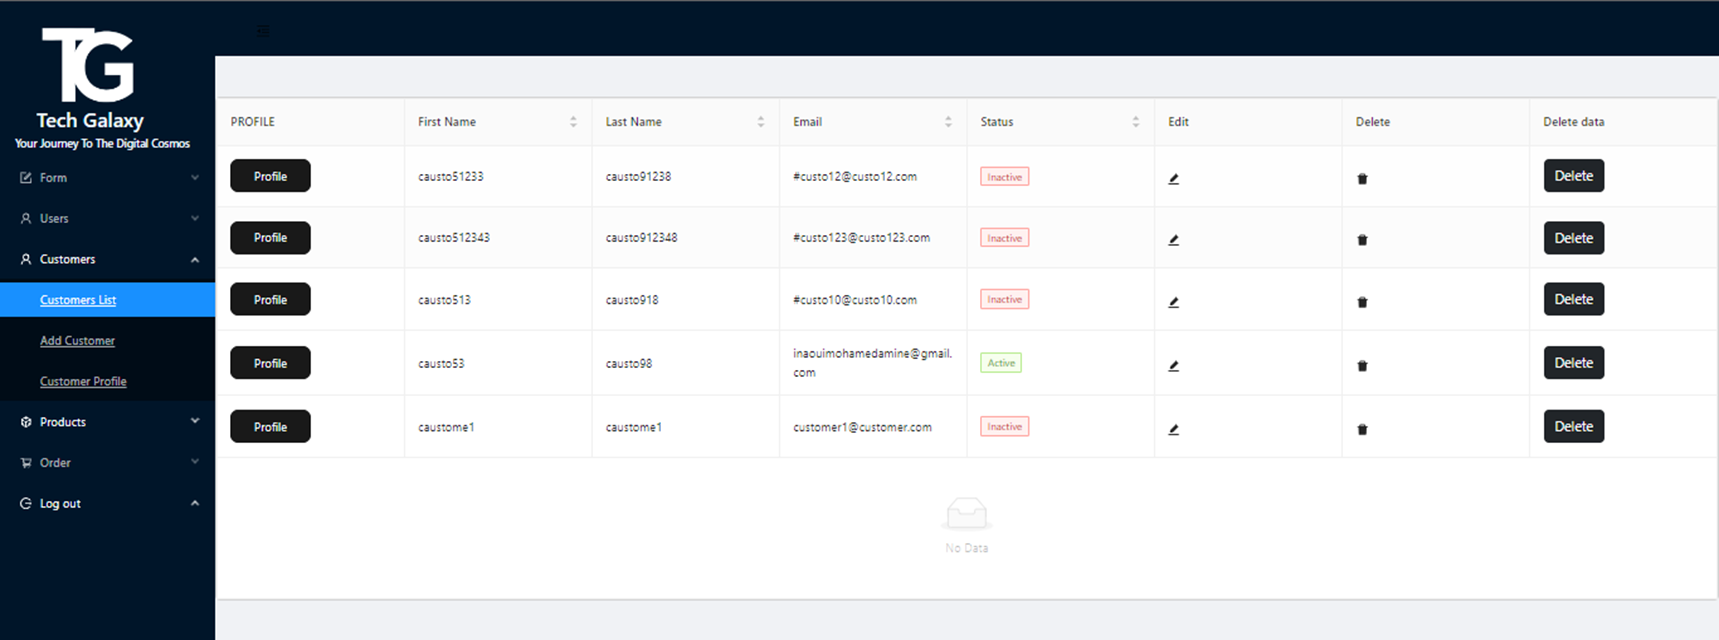 TG
Tech Galaxy
Your Journey To The Digital Cosmos
Form
Users
Customers
Customers List
Add Customer
Customer Profile
Products
Order
Log out
PROFILE First Name Last Name Email Status Edit Delete Delete data
Profile causto51233 causto91238 #custo12@custo12.com Inactive Delete
Profile causto512343 causto912348 #custo123@custo123.com Inactive Delete
Profile causto513 causto918 #custo10@custo10.com Inactive Delete
Profile causto53 causto98 inaouimohamedamine@gmail.
com Active Delete
Profile caustome1 caustome1 customer1@customer.com Inactive Delete
No Data